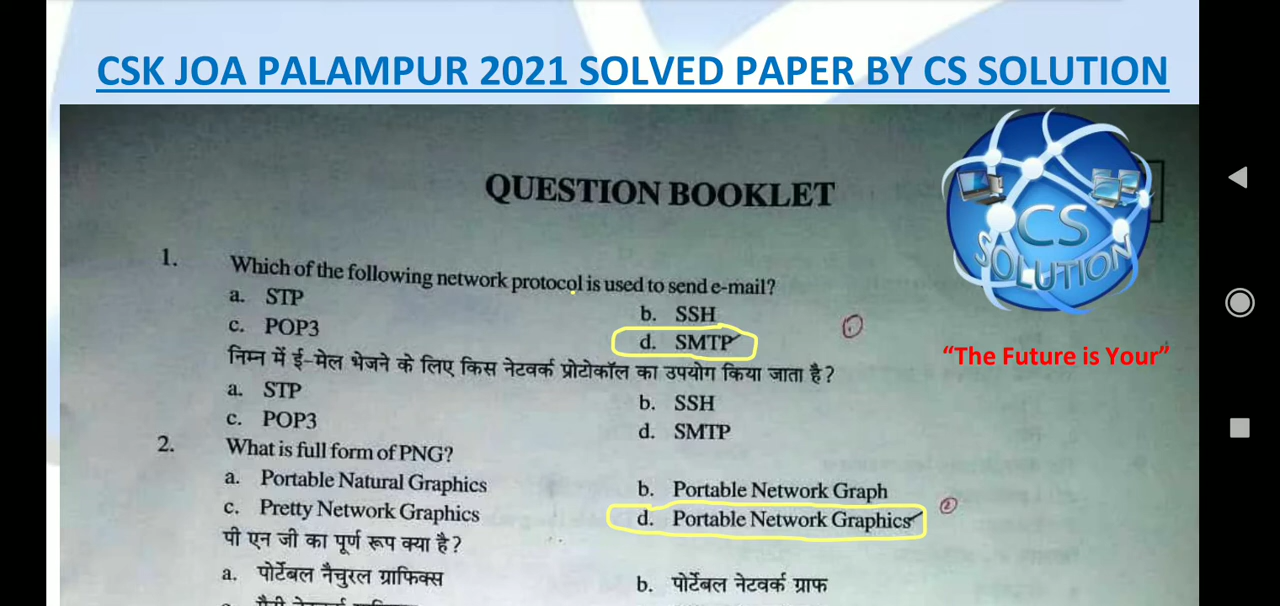 CSK JOA PALAMPUR 2021 SOLVED PAPER BY CS SOLUTION
QUESTION BOOKLET
CS
SOLUTION
"The Future is Your"
1. Which of the following network protocol is used to send e-mail?
a. STP b. SSH
c. POP3 d. SMTP
निम्न में ई-मेल भेजने के लिए किस नेटवर्क प्रोटोकॉल का उपयोग किया जाता है?
a. STP b. SSH
c. POP3 d. SMTP
2. What is full form of PNG?
a. Portable Natural Graphics b. Portable Network Graph
c. Pretty Network Graphics d. Portable Network Graphics
पी एन जी का पूर्ण रूप क्या है?
a. पोर्टेबल नैचुरल ग्राफिक्स b. पोर्टेबल नेटवर्क ग्राफ